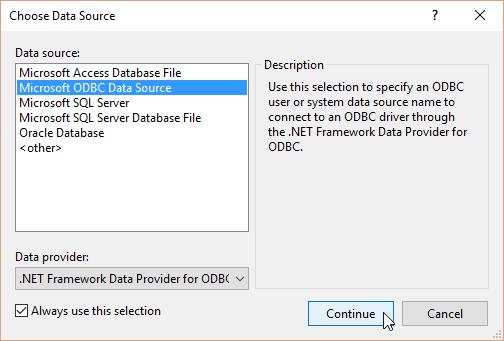 Choose Data Source
?
Data source:
Microsoft Access Database File
Microsoft ODBC Data Source
Microsoft SQL Server
Microsoft SQL Server Database File
Oracle Database
<other>
Description
Use this selection to specify an ODBC
user or system data source name to
connect to an ODBC driver through
the .NET Framework Data Provider for
ODBC.
Data provider:
.NET Framework Data Provider for ODBC
Always use this selection
Continue
Cancel